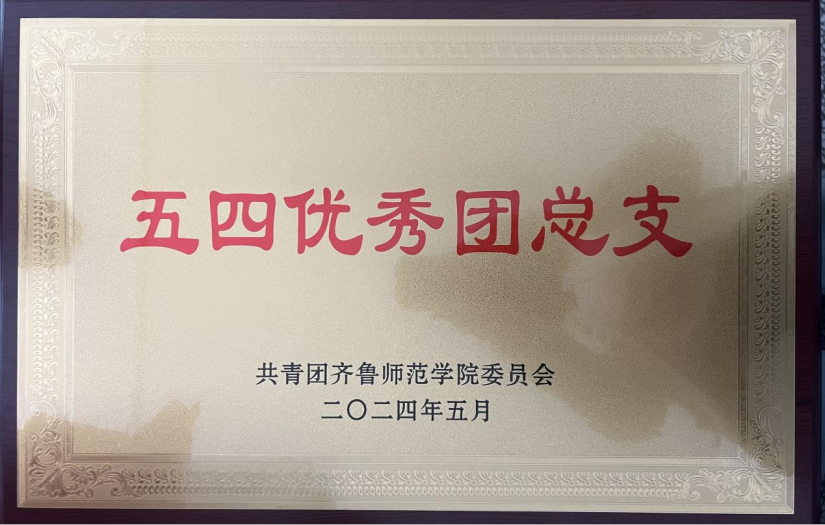 五四优秀团总支
共青团齐鲁师范学院委员会
二〇二四年五月